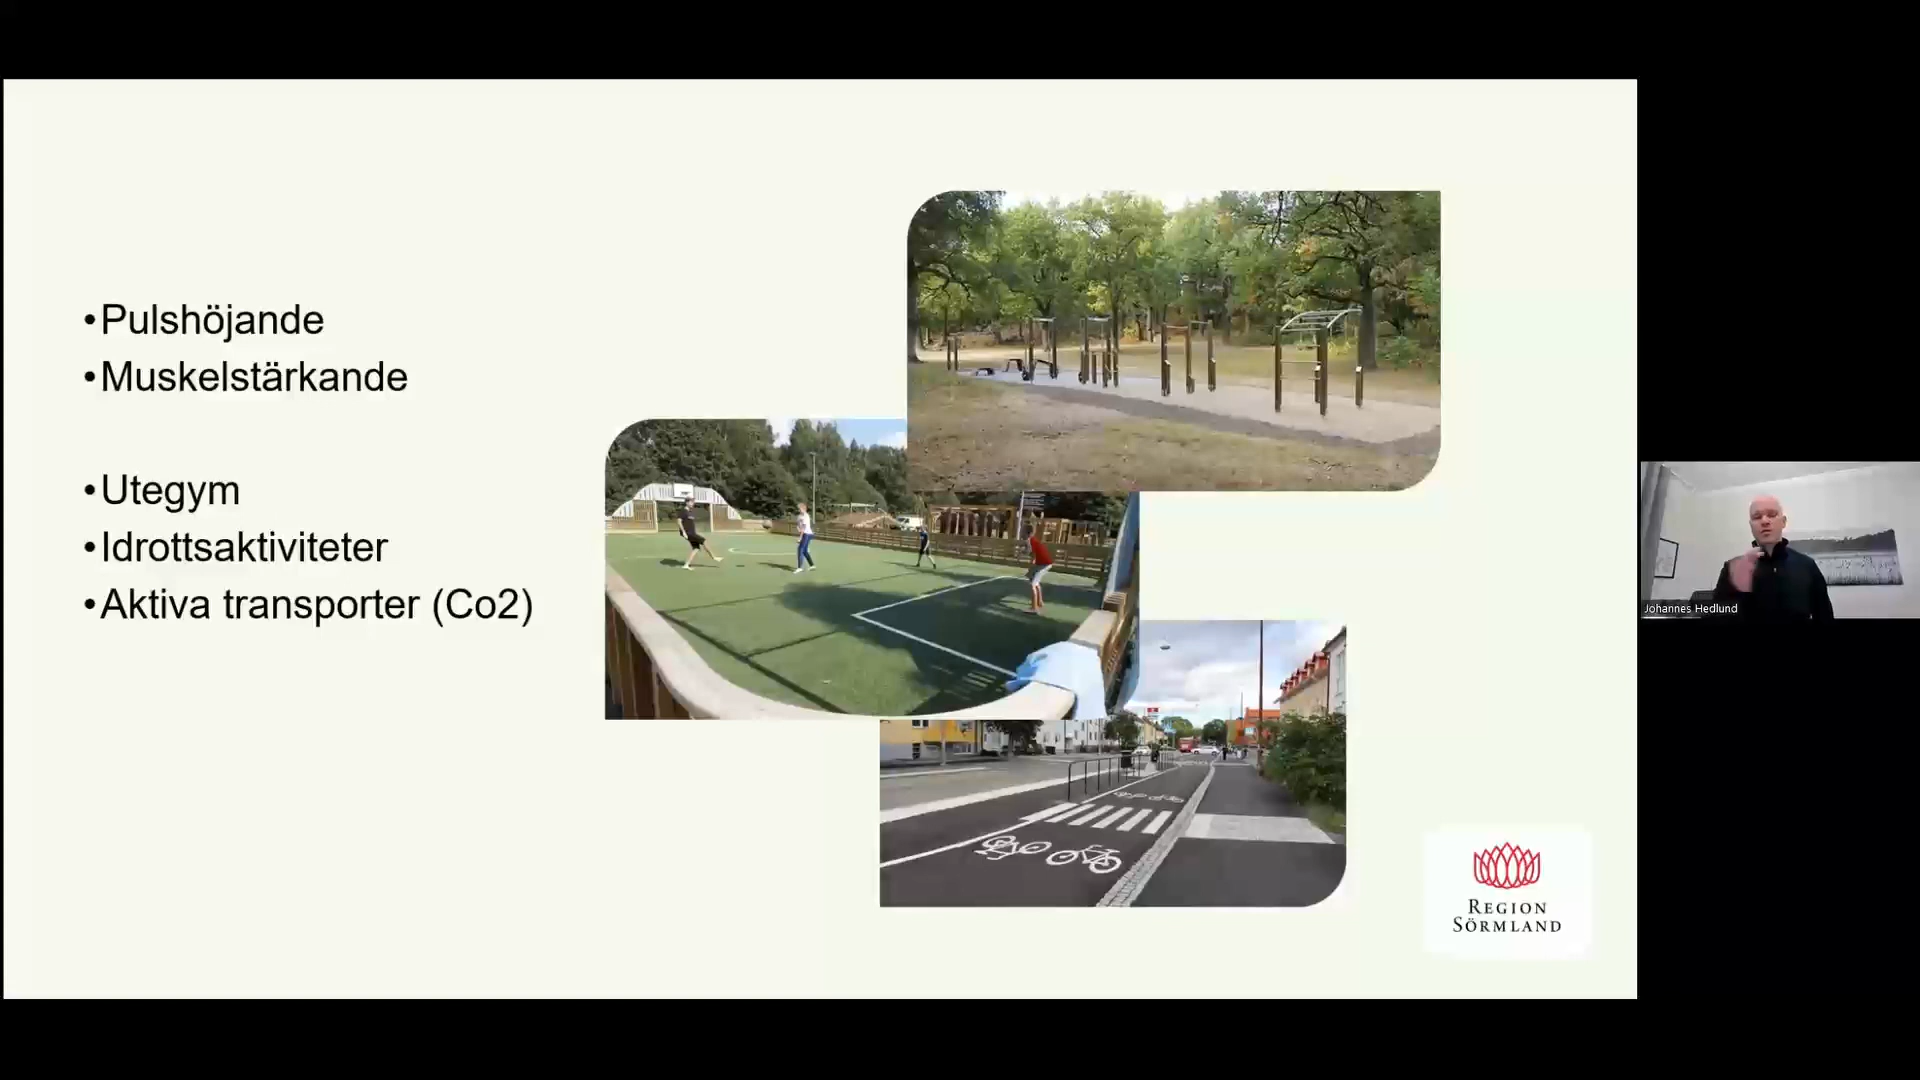 •Pulshöjande
•Muskelstärkande
•Utegym
•Idrottsaktiviteter
•Aktiva transporter (Co2)
REGION
SÖRMLAND
Johannes Hedlund